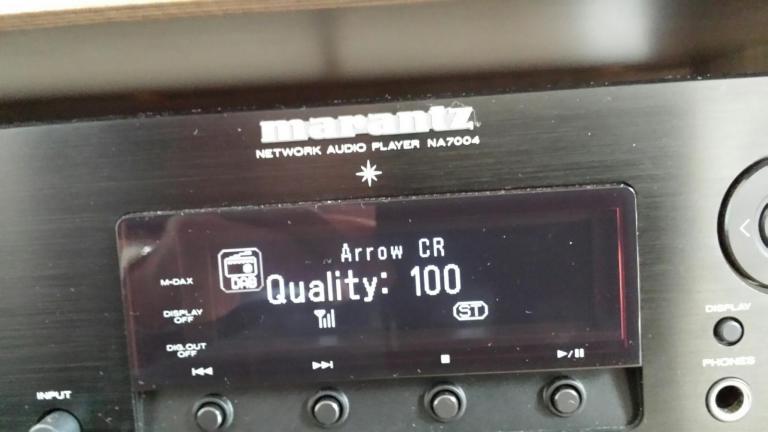 marantz
NETWORK AUDIO PLAYER NA7004
Arrow CR
DAB
Quality: 100
ST
M-DAX
DISPLAY OFF
DIG.OUT OFF
INPUT
DISPLAY
PHONES